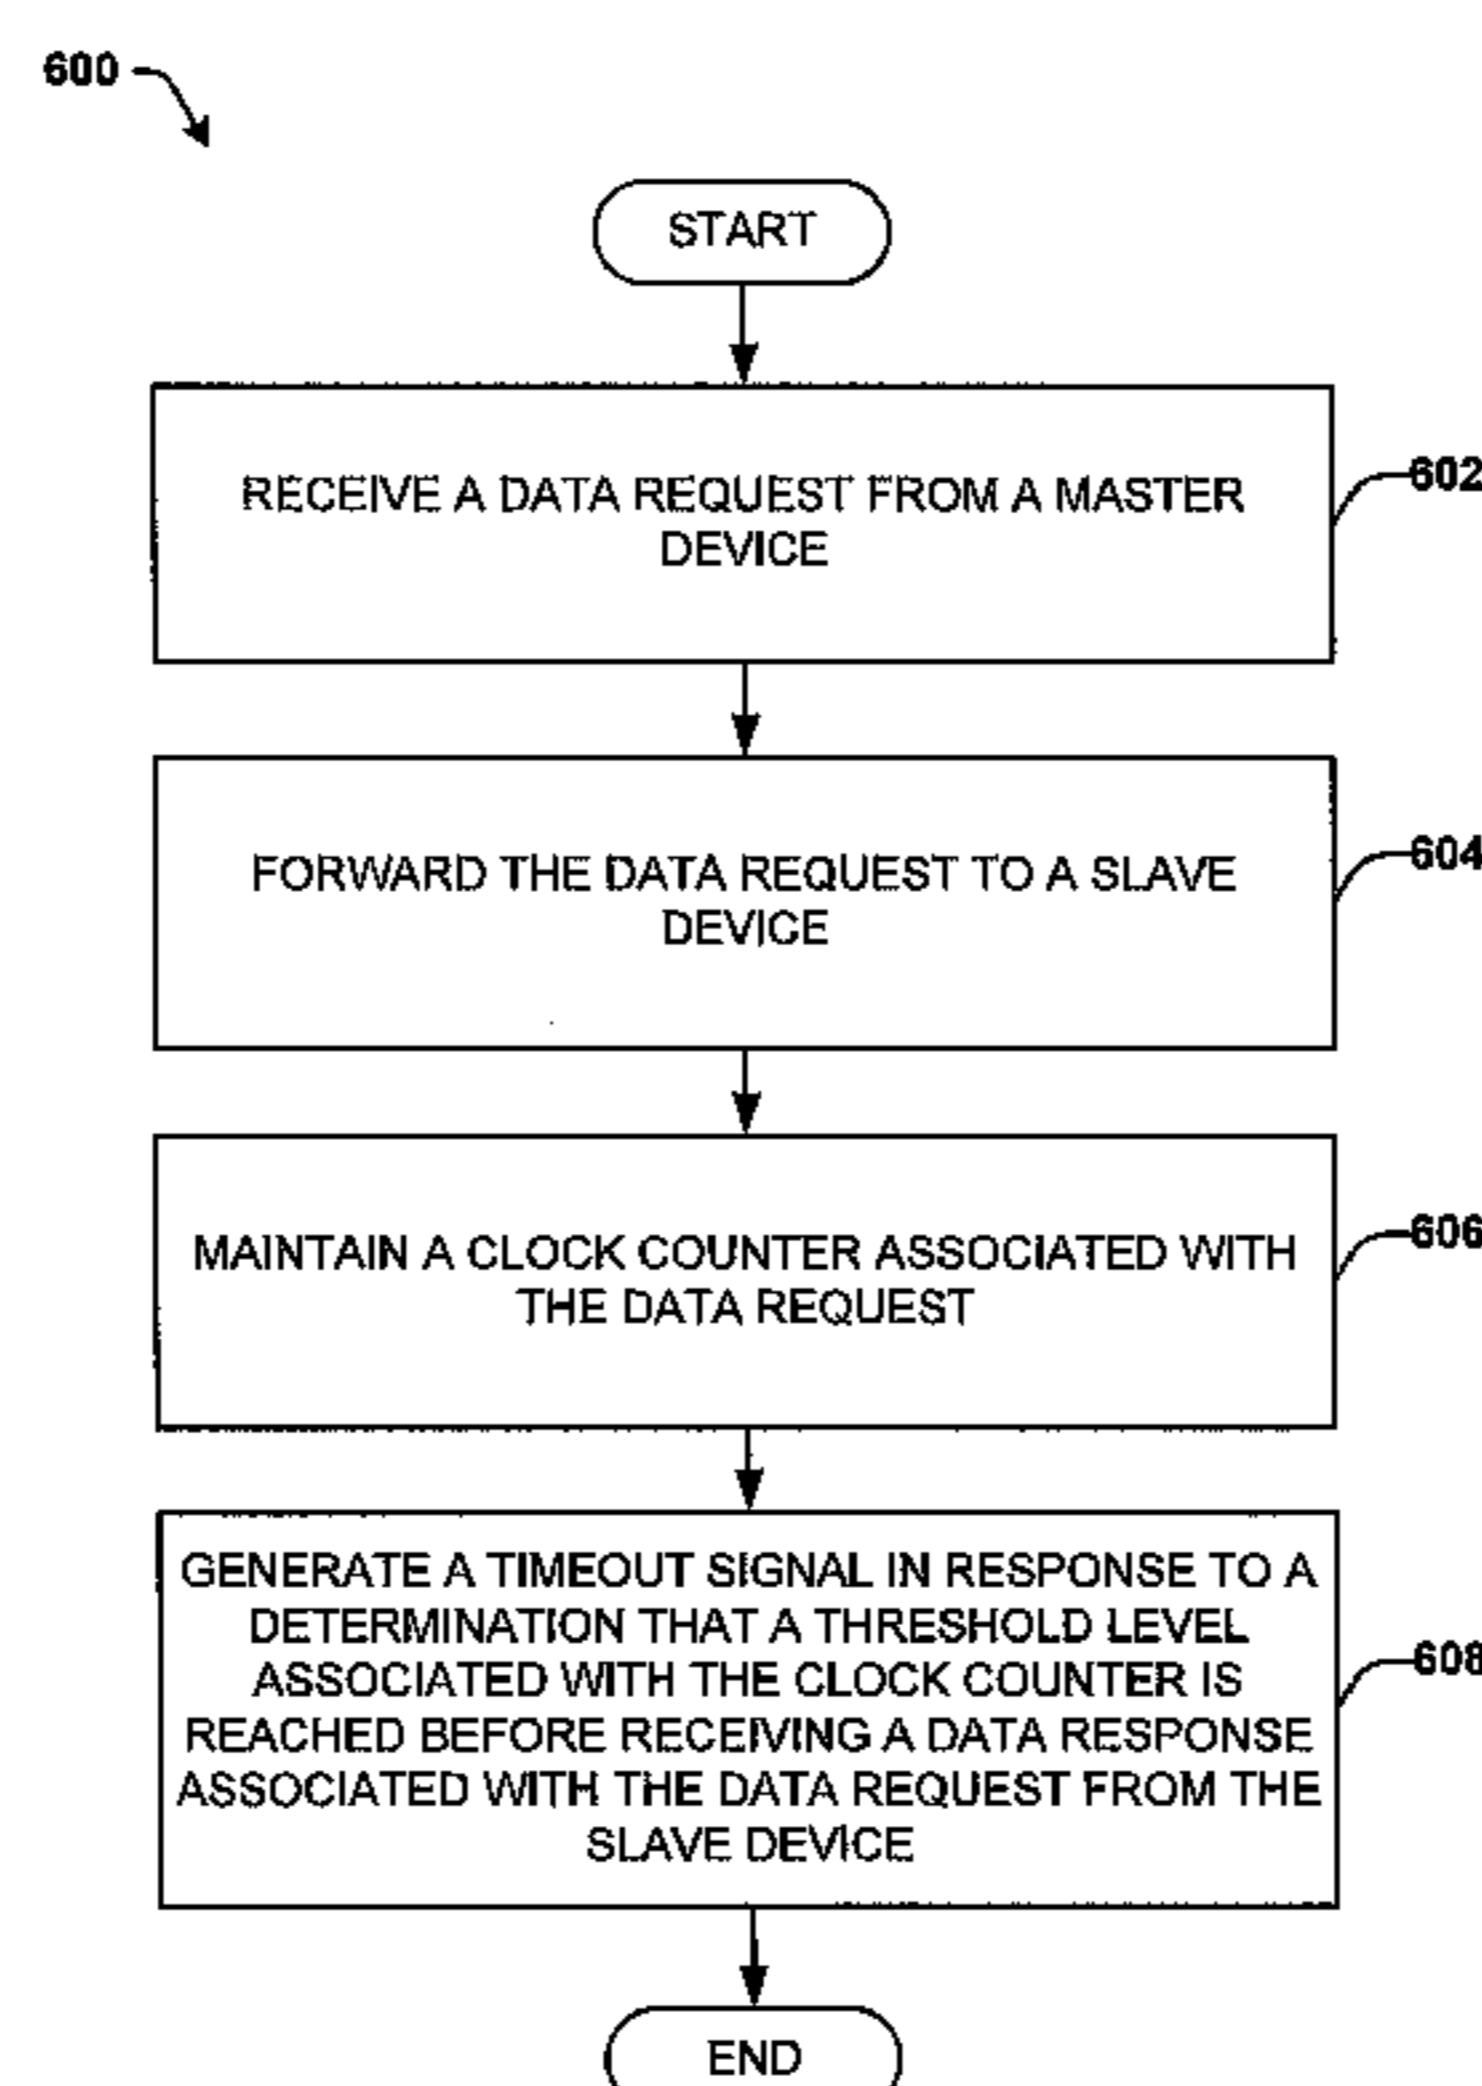 600
START
RECEIVE A DATA REQUEST FROM A MASTER
DEVICE
602
FORWARD THE DATA REQUEST TO A SLAVE
DEVICE
604
MAINTAIN A CLOCK COUNTER ASSOCIATED WITH
THE DATA REQUEST
606
GENERATE A TIMEOUT SIGNAL IN RESPONSE TO A
DETERMINATION THAT A THRESHOLD LEVEL
ASSOCIATED WITH THE CLOCK COUNTER IS
REACHED BEFORE RECEIVING A DATA RESPONSE
ASSOCIATED WITH THE DATA REQUEST FROM THE
SLAVE DEVICE
608
END